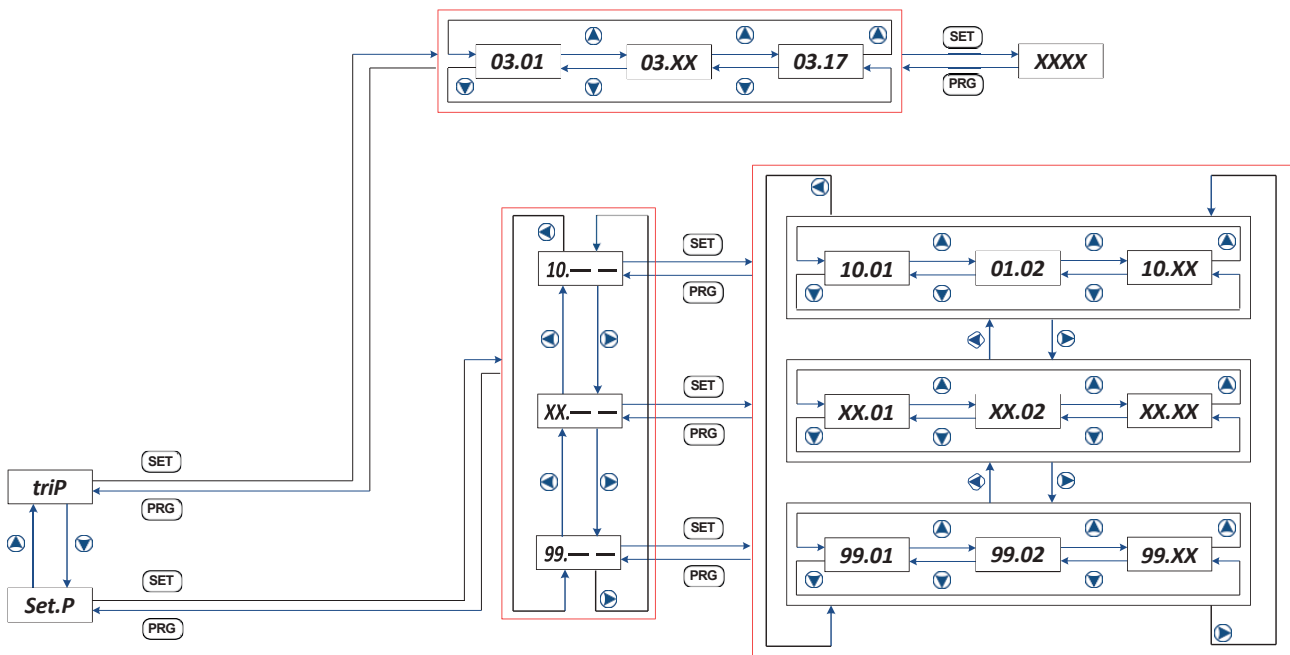 SET
03.01 03.XX 03.17 XXXX
PRG
SET
10.— —
PRG
10.01 01.02 10.XX
SET
XX.— —
PRG
XX.01 XX.02 XX.XX
SET
triP
PRG
SET
99.— —
PRG
99.01 99.02 99.XX
SET
Set.P
PRG